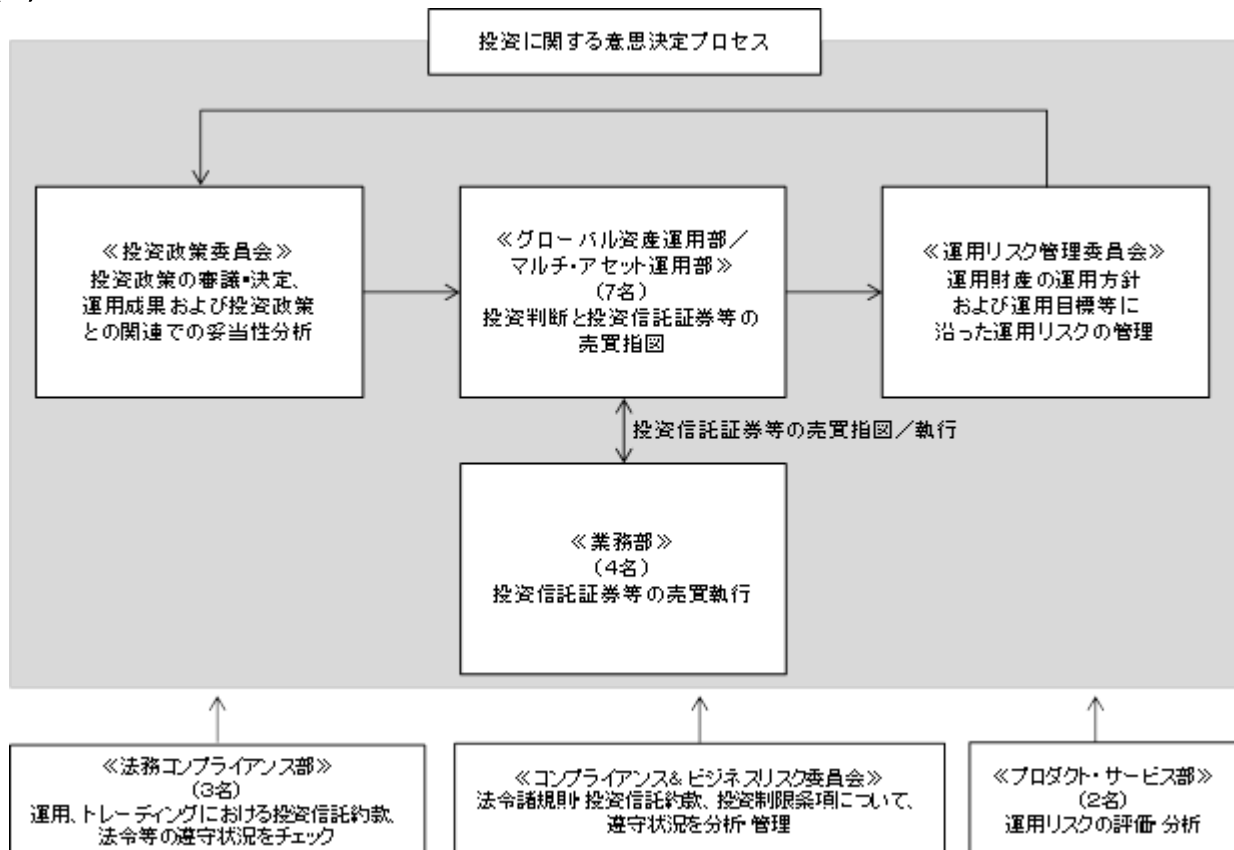 投資に関する意思決定プロセス
≪投資政策委員会≫
投資政策の審議・決定、
運用成果および投資政策
との関連での妥当性分析
≪グローバル資産運用部／
マルチ・アセット運用部≫
(7名)
投資判断と投資信託証券等の
売買指図
≪運用リスク管理委員会≫
運用財産の運用方針
および運用目標等に
沿った運用リスクの管理
投資信託証券等の売買指図／執行
≪業務部≫
(4名)
投資信託証券等の売買執行
≪法務コンプライアンス部≫
(3名)
運用、トレーディングにおける投資信託約款、
法令等の遵守状況をチェック
≪コンプライアンス&ビジネスリスク委員会≫
法令諸規則・投資信託約款、投資制限条項について、
遵守状況を分析・管理
≪プロダクト・サービス部≫
(2名)
運用リスクの評価・分析